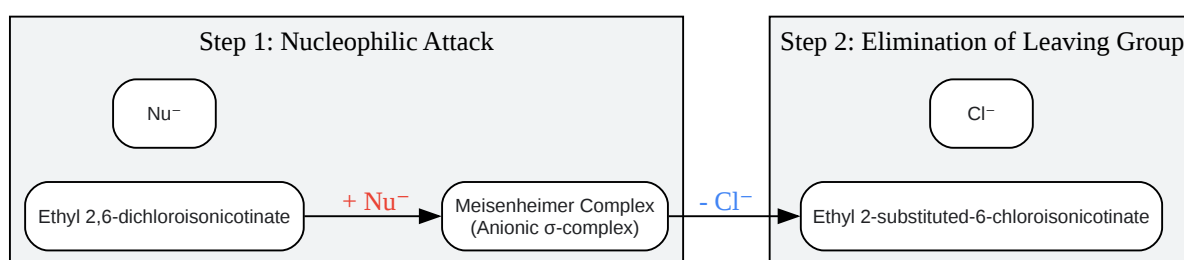 Step 1: Nucleophilic Attack
Step 2: Elimination of Leaving Group
Nu⁻
Cl⁻
Ethyl 2,6-dichloroisonicotinate
+ Nu⁻
Meisenheimer Complex
(Anionic σ-complex)
- Cl⁻
Ethyl 2-substituted-6-chloroisonicotinate